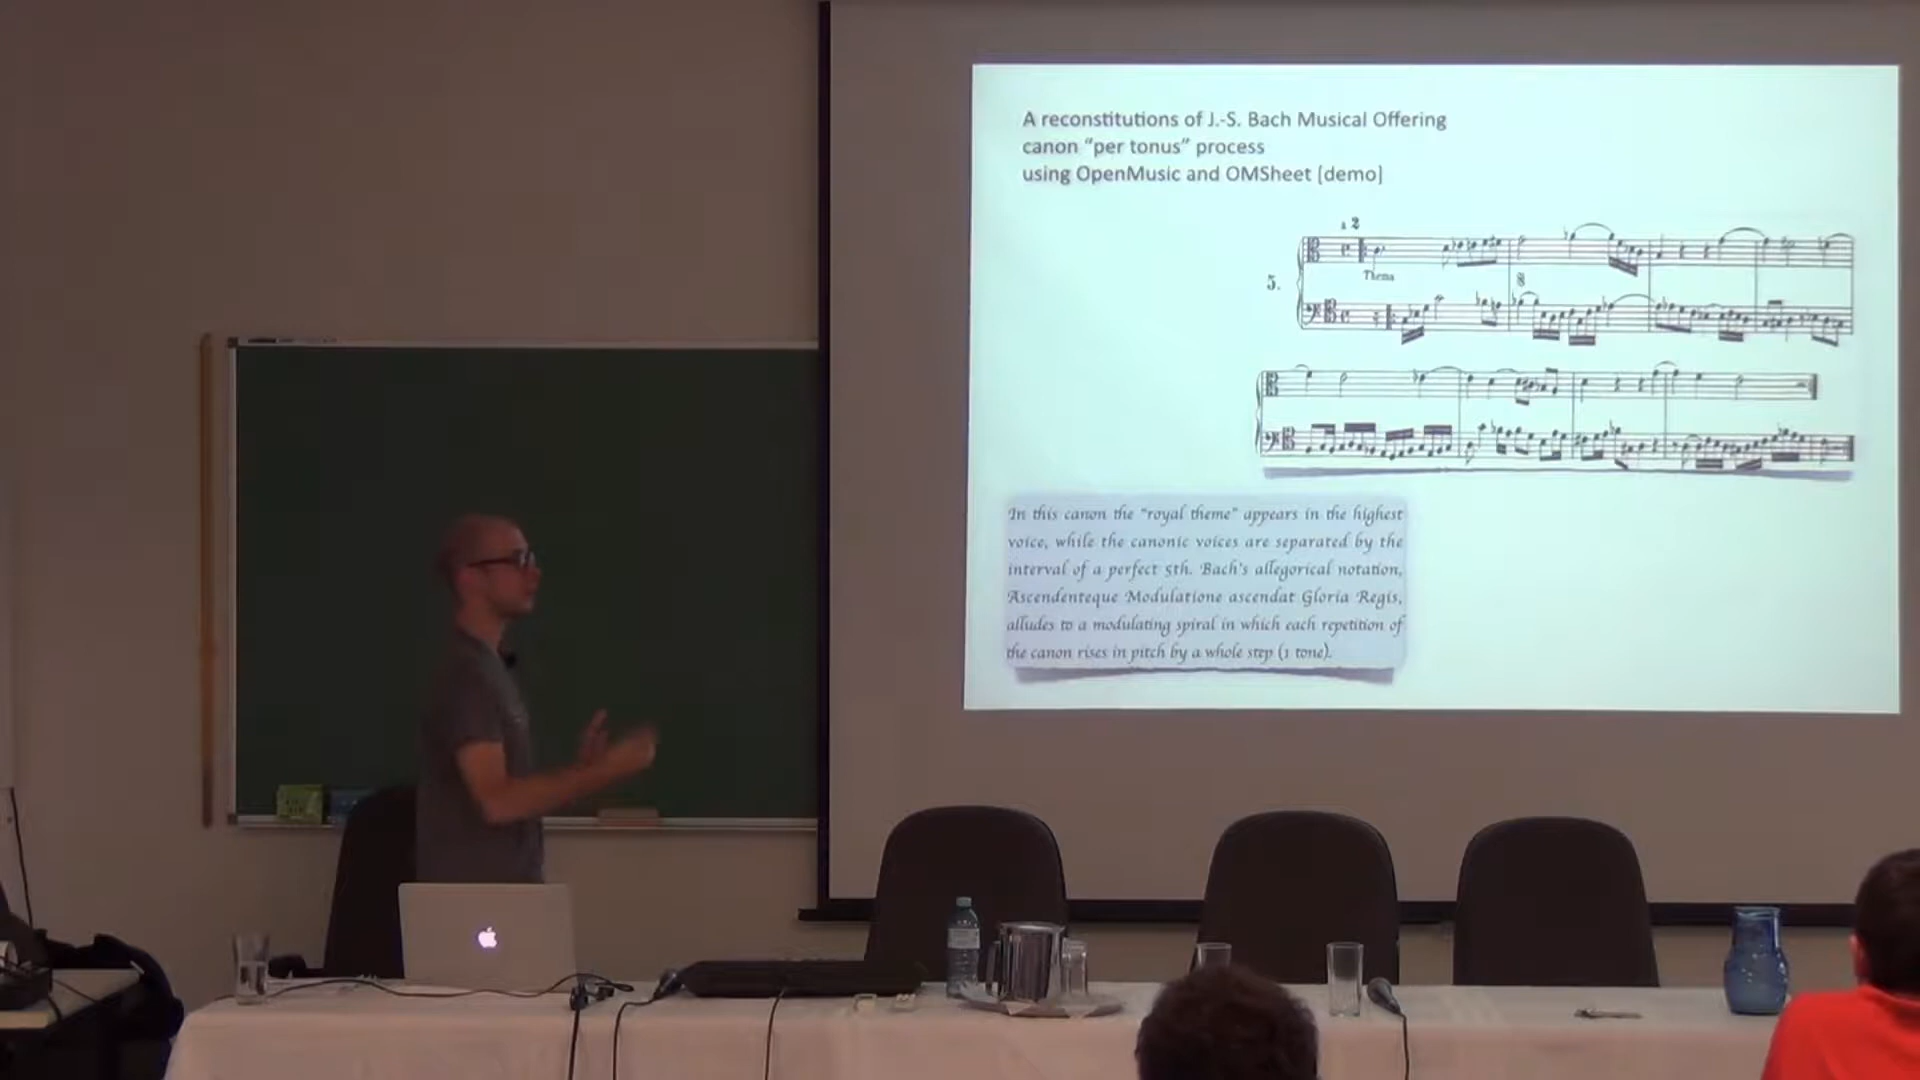 A reconstitutions of J.-S. Bach Musical Offering
canon “per tonus” process
using OpenMusic and OMSheet [demo]
2
Thema
5.
8
In this canon the "royal theme" appears in the highest
voice, while the canonic voices are separated by the
interval of a perfect 5th. Bach's allegorical notation,
Ascendenteque Modulatione ascendat Gloria Regis,
alludes to a modulating spiral in which each repetition of
the canon rises in pitch by a whole step (1 tone).